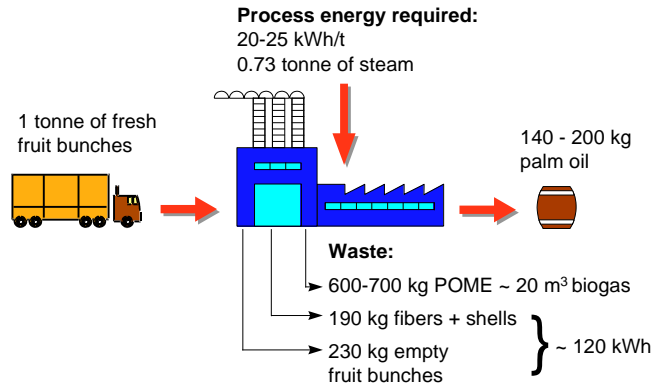 Process energy required:
20-25 kWh/t
0.73 tonne of steam
1 tonne of fresh
fruit bunches
140 - 200 kg
palm oil
Waste:
600-700 kg POME ~ 20 m³ biogas
190 kg fibers + shells
230 kg empty
fruit bunches
~ 120 kWh